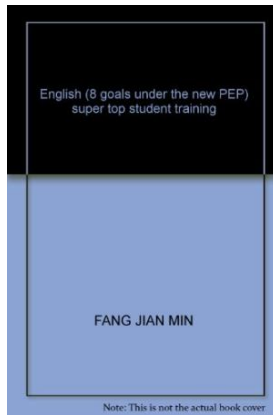 English (8 goals under the new PEP)
super top student training
FANG JIAN MIN
Note: This is not the actual book cover